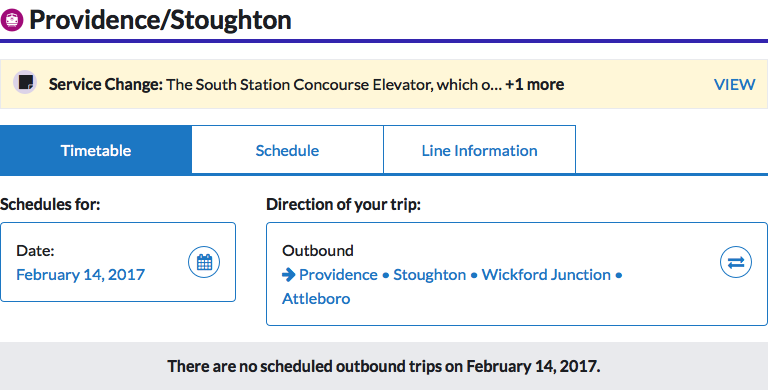 Providence/Stoughton
Service Change: The South Station Concourse Elevator, which o... +1 more
VIEW
Timetable
Schedule
Line Information
Schedules for:
Direction of your trip:
Date:
February 14, 2017
Outbound
Providence • Stoughton • Wickford Junction •
Attleboro
There are no scheduled outbound trips on February 14, 2017.